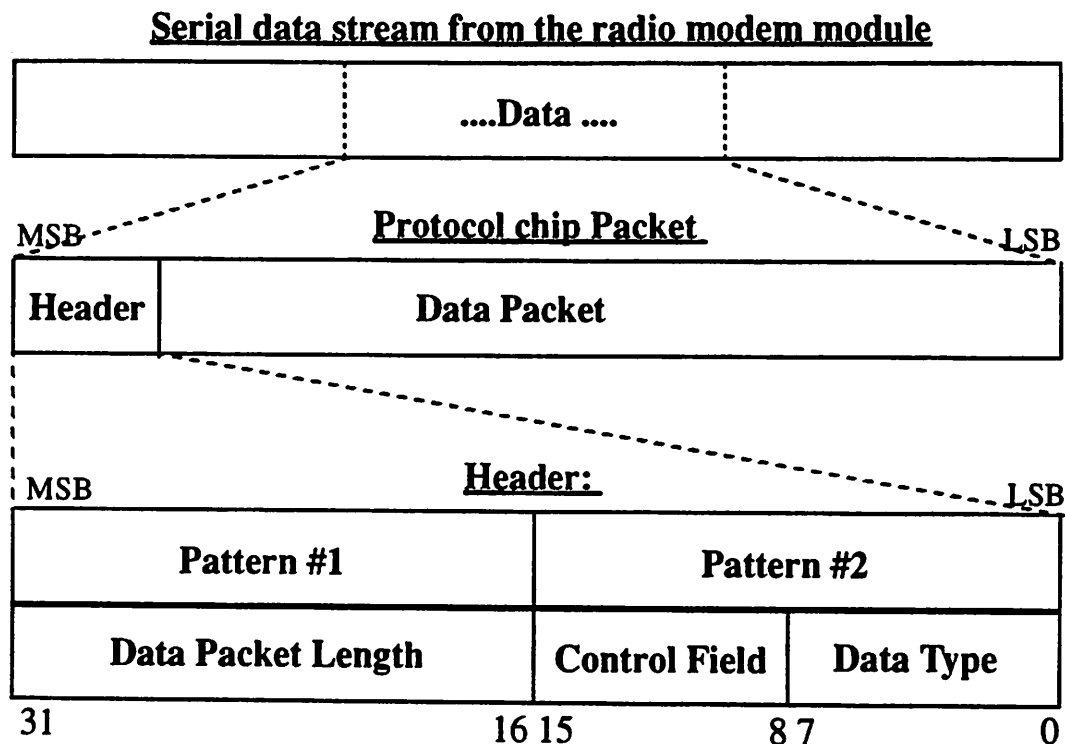 Serial data stream from the radio modem module
....Data ....
MSB
Protocol chip Packet
LSB
Header
Data Packet
MSB
Header:
LSB
Pattern #1
Pattern #2
Data Packet Length
Control Field
Data Type
31
16 15
8 7
0